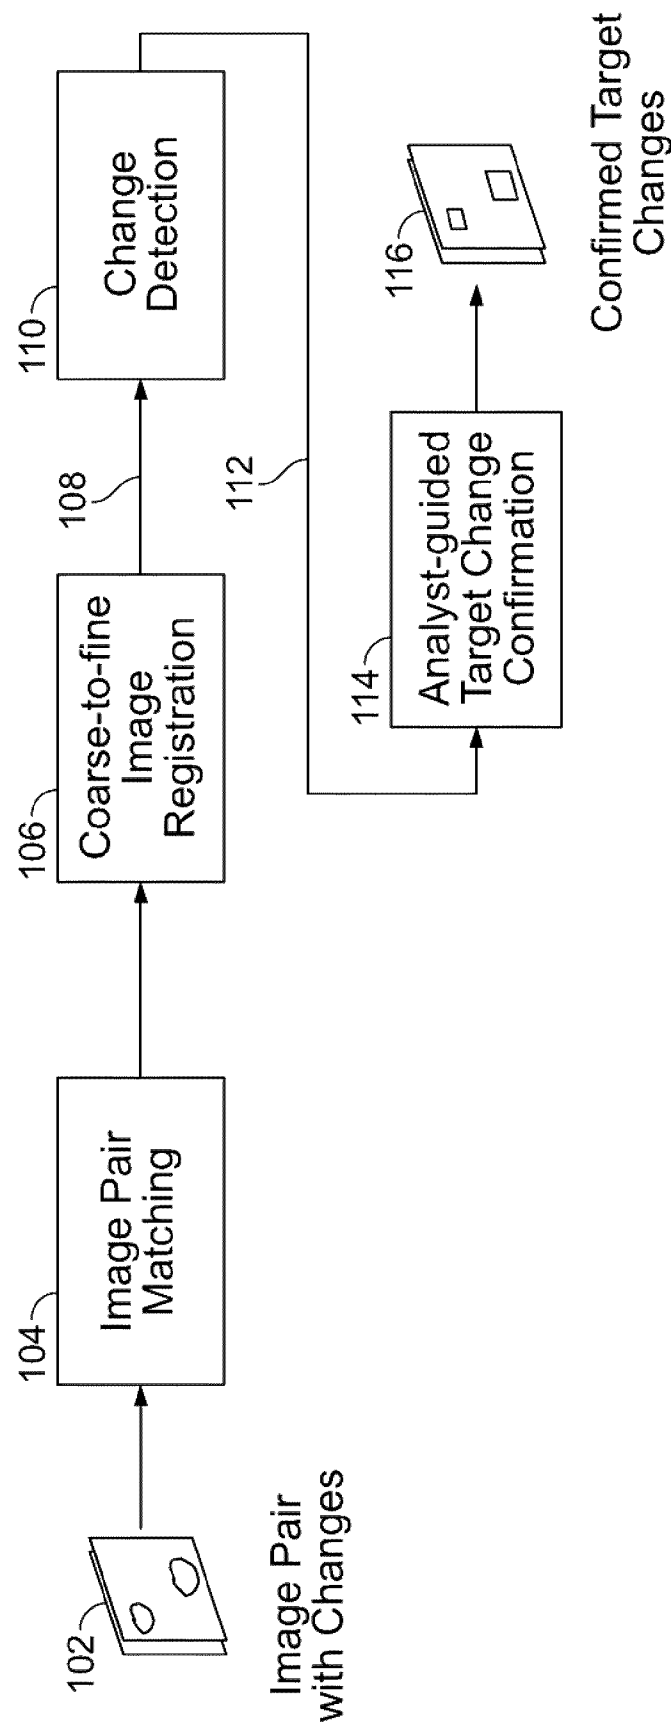 102
Image Pair
with Changes
104
Image Pair
Matching
106
Coarse-to-fine
Image
Registration
108
110
Change
Detection
112
114
Analyst-guided
Target Change
Confirmation
116
Confirmed Target
Changes